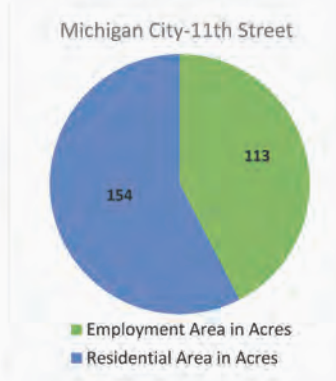 Michigan City-11th Street
113
154
Employment Area in Acres
Residential Area in Acres